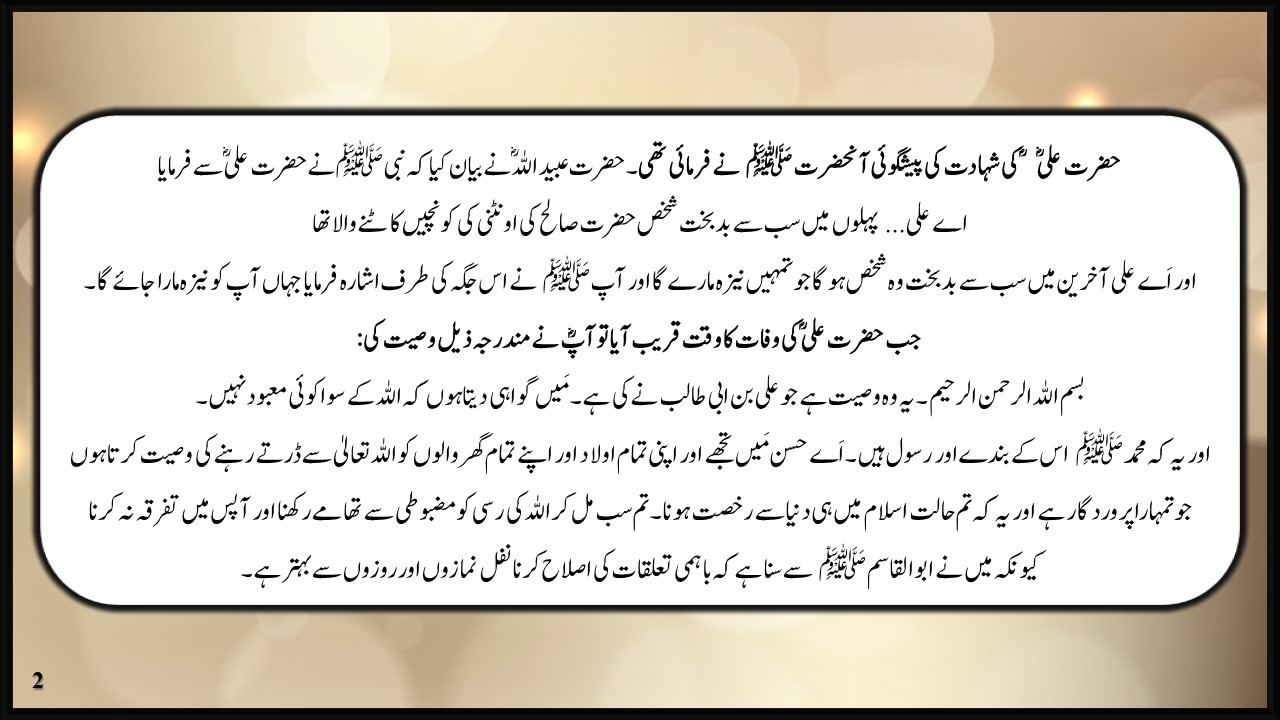 حضرت علیؓ  ؓ کی شہادت کی پیشگوئی آنحضرت ﷺ نے فرمائی تھی۔ حضرت عبید اللہؓ نے بیان کیا کہ نبی ﷺ نے حضرت علیؓ سے فرمایا
اے علی... پہلوں میں سب سے بدبخت شخص حضرت صالح کی اونٹنی کی کونچیں کاٹنے والا تھا
اور اَے علی آخرین میں سب سے بدبخت وہ شخص ہو گا جو تمہیں نیزہ مارے گا اور آپ ﷺ نے اس جگہ کی طرف اشارہ فرمایا جہاں آپ کو نیزہ مارا جائے گا۔
جب حضرت علیؓ کی وفات کا وقت قریب آیا تو آپؓ نے مندرجہ ذیل وصیت کی:
بسم اللہ الرحمن الرحیم۔ یہ وہ وصیت ہے جو علی بن ابی طالب نے کی ہے۔ مَیں گواہی دیتا ہوں کہ اللہ کے سوا کوئی معبود نہیں۔
اور یہ کہ محمد ﷺ اس کے بندے اور رسول ہیں۔ اَے حسن مَیں تجھے اور اپنی تمام اولاد اور اپنے تمام گھر والوں کو اللہ تعالیٰ سے ڈرتے رہنے کی وصیت کرتا ہوں
جو تمہارا پروردگار ہے اور یہ کہ تم حالت اسلام میں ہی دنیا سے رخصت ہونا۔ تم سب مل کر اللہ کی رسی کو مضبوطی سے تھامے رکھنا اور آپس میں تفرقہ نہ کرنا
کیونکہ میں نے ابوالقاسم ﷺ سے سنا ہے کہ باہمی تعلقات کی اصلاح کرنا نفل نمازوں اور روزوں سے بہتر ہے۔
2